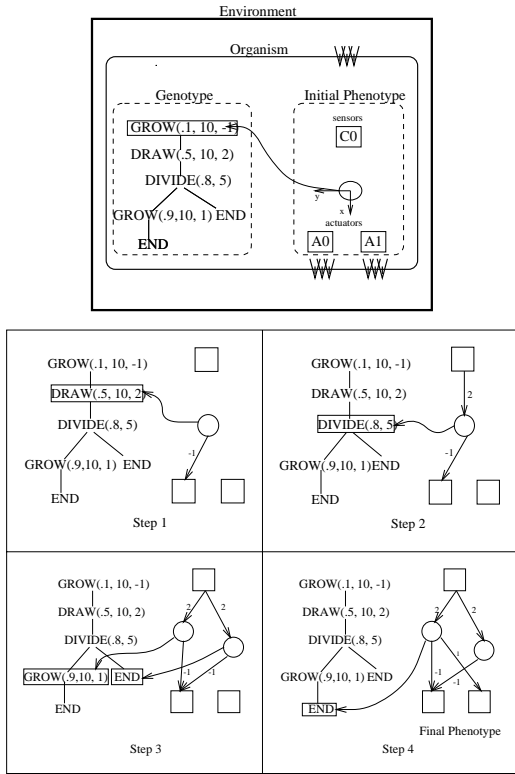 Environment
Organism
Genotype
Initial Phenotype
sensors
GROW(.1, 10, -1)
C0
DRAW(.5, 10, 2)
DIVIDE(.8, 5)
y
x
GROW(.9,10, 1) END
actuators
END
A0
A1
GROW(.1, 10, -1)
DRAW(.5, 10, 2)
DIVIDE(.8, 5)
-1
GROW(.9,10, 1) END
END
Step 1
GROW(.1, 10, -1)
2
DRAW(.5, 10, 2)
DIVIDE(.8, 5)
-1
GROW(.9,10, 1)END
END
Step 2
GROW(.1, 10, -1)
DRAW(.5, 10, 2)
2
2
DIVIDE(.8, 5)
GROW(.9,10, 1) END
-1
-1
END
Step 3
GROW(.1, 10, -1)
DRAW(.5, 10, 2)
2
2
DIVIDE(.8, 5)
1
GROW(.9,10, 1) END
-1
-1
END
Final Phenotype
Step 4